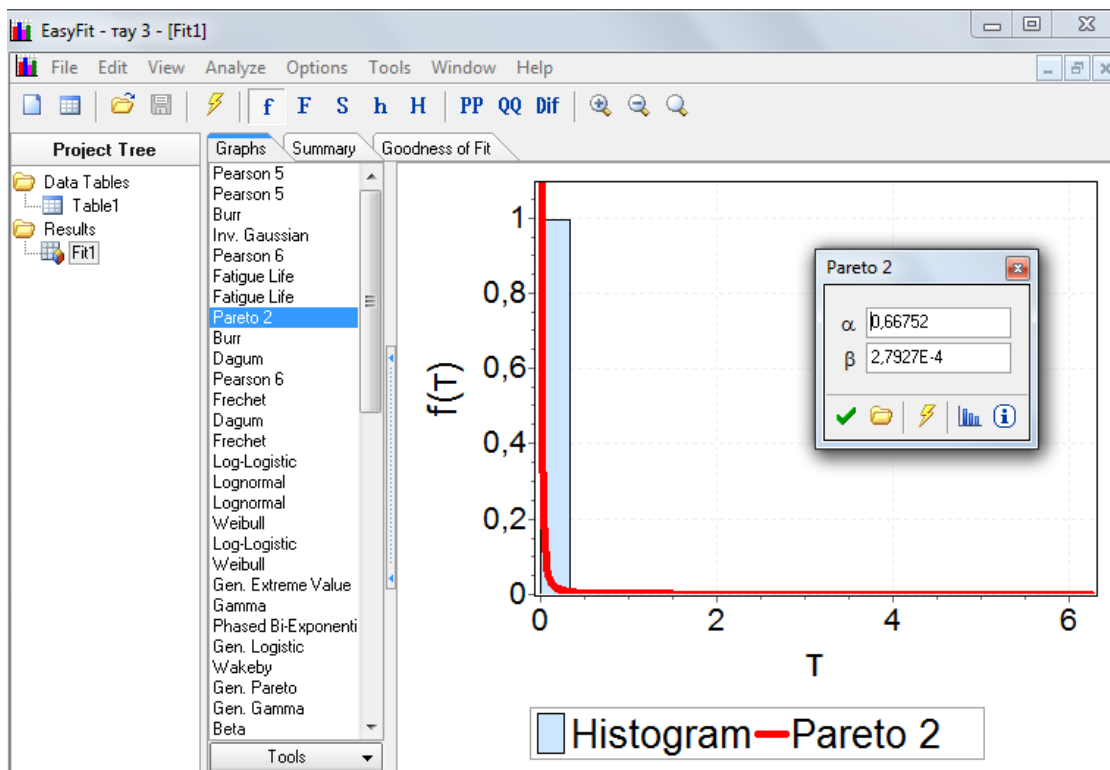 EasyFit - тау 3 - [Fit1]
File Edit View Analyze Options Tools Window Help
f F S h H PP QQ Dif
Project Tree
Data Tables
Table1
Results
Fit1
Graphs Summary Goodness of Fit
Pearson 5
Pearson 5
Burr
Inv. Gaussian
Pearson 6
Fatigue Life
Fatigue Life
Pareto 2
Burr
Dagum
Pearson 6
Frechet
Dagum
Frechet
Log-Logistic
Lognormal
Lognormal
Weibull
Log-Logistic
Weibull
Gen. Extreme Value
Gamma
Phased Bi-Exponenti
Gen. Logistic
Wakeby
Gen. Pareto
Gen. Gamma
Beta
Tools
f(T)
1
0,8
0,6
0,4
0,2
0
0 2 4 6
T
Histogram Pareto 2
Pareto 2
α 0,66752
β 2,7927E-4